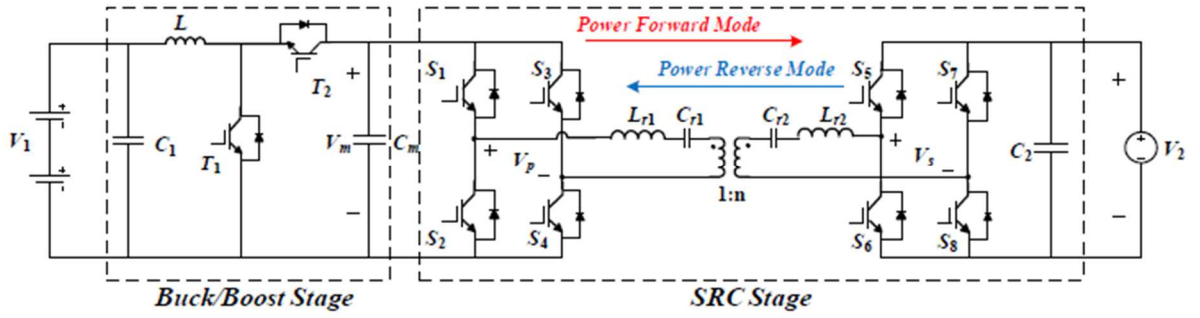 Power Forward Mode
Power Reverse Mode
L
T2
T1
V1
C1
+
Vm
Cm
−
S1
S3
S2
S4
+
Vp
−
Lr1
Cr1
1:n
Cr2
Lr2
S5
S7
S6
S8
+
Vs
−
C2
+
−
V2
Buck/Boost Stage
SRC Stage